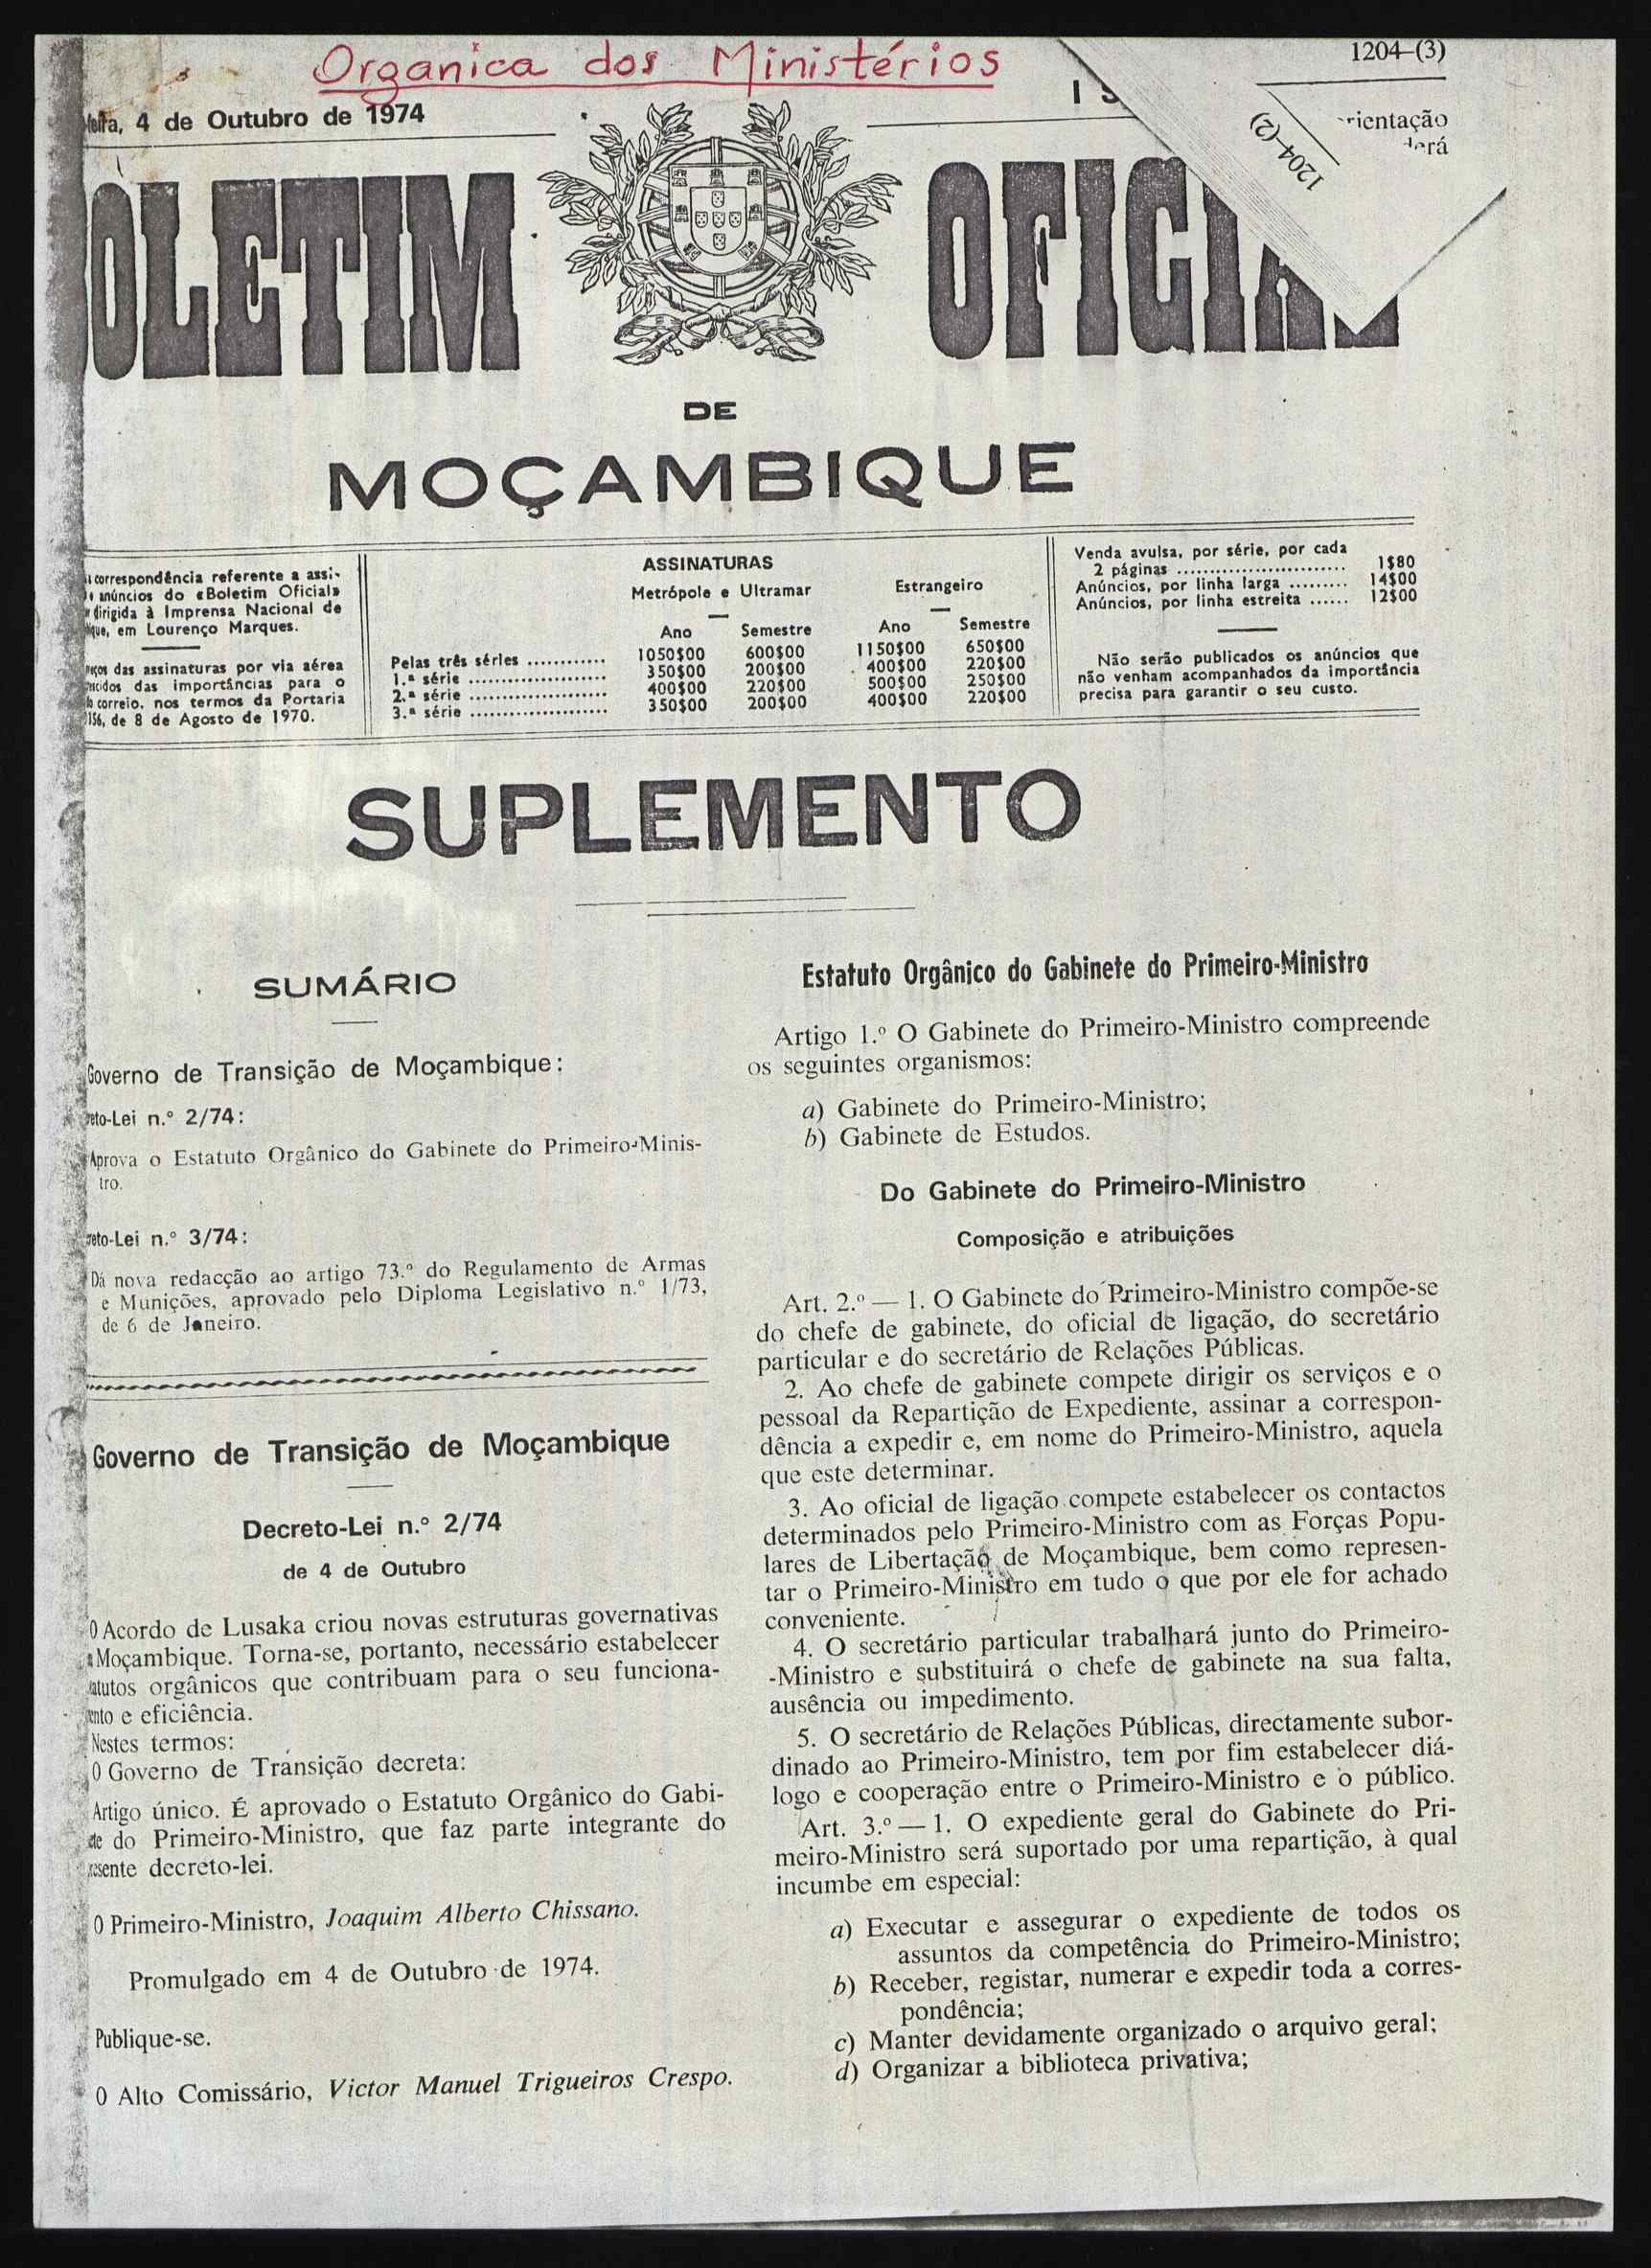 Organica dos Ministérios
1204-(3)
4 de Outubro de 1974
1204-(2)
BOLETIM OFICIAL
DE
MOÇAMBIQUE
correspondência referente a assi-
anúncios do «Boletim Oficial»
dirigida à Imprensa Nacional de
em Lourenço Marques.
das assinaturas por via aérea
das importâncias para o
correio, nos termos da Portaria
de 8 de Agosto de 1970.
ASSINATURAS
Metrópole e Ultramar Estrangeiro
Ano Semestre Ano Semestre
Pelas três séries ............ 1050$00 600$00 1150$00 650$00
1.ª série ..................... 350$00 200$00 400$00 220$00
2.ª série ..................... 400$00 220$00 500$00 250$00
3.ª série ..................... 350$00 200$00 400$00 220$00
Venda avulsa, por série, por cada
2 páginas .......................... 1$80
Anúncios, por linha larga ......... 14$00
Anúncios, por linha estreita ...... 12$00
Não serão publicados os anúncios que
não venham acompanhados da importância
precisa para garantir o seu custo.
SUPLEMENTO
SUMÁRIO
Governo de Transição de Moçambique:
reto-Lei n.º 2/74:
Aprova o Estatuto Orgânico do Gabinete do Primeiro-Minis-
tro.
reto-Lei n.º 3/74:
Dá nova redacção ao artigo 73.º do Regulamento de Armas
e Munições, aprovado pelo Diploma Legislativo n.º 1/73,
de 6 de Janeiro.
Governo de Transição de Moçambique
Decreto-Lei n.º 2/74
de 4 de Outubro
O Acordo de Lusaka criou novas estruturas governativas
Moçambique. Torna-se, portanto, necessário estabelecer
tutos orgânicos que contribuam para o seu funciona-
ento e eficiência.
Nestes termos:
O Governo de Transição decreta:
Artigo único. É aprovado o Estatuto Orgânico do Gabi-
te do Primeiro-Ministro, que faz parte integrante do
esente decreto-lei.
O Primeiro-Ministro, Joaquim Alberto Chissano.
Promulgado em 4 de Outubro de 1974.
Publique-se.
O Alto Comissário, Victor Manuel Trigueiros Crespo.
Estatuto Orgânico do Gabinete do Primeiro-Ministro
Artigo 1.º O Gabinete do Primeiro-Ministro compreende
os seguintes organismos:
a) Gabinete do Primeiro-Ministro;
b) Gabinete de Estudos.
Do Gabinete do Primeiro-Ministro
Composição e atribuições
Art. 2.º — 1. O Gabinete do Primeiro-Ministro compõe-se
do chefe de gabinete, do oficial de ligação, do secretário
particular e do secretário de Relações Públicas.
2. Ao chefe de gabinete compete dirigir os serviços e o
pessoal da Repartição de Expediente, assinar a correspon-
dência a expedir e, em nome do Primeiro-Ministro, aquela
que este determinar.
3. Ao oficial de ligação compete estabelecer os contactos
determinados pelo Primeiro-Ministro com as Forças Popu-
lares de Libertação de Moçambique, bem como represen-
tar o Primeiro-Ministro em tudo o que por ele for achado
conveniente.
4. O secretário particular trabalhará junto do Primeiro-
-Ministro e substituirá o chefe de gabinete na sua falta,
ausência ou impedimento.
5. O secretário de Relações Públicas, directamente subor-
dinado ao Primeiro-Ministro, tem por fim estabelecer diá-
logo e cooperação entre o Primeiro-Ministro e o público.
Art. 3.º — 1. O expediente geral do Gabinete do Pri-
meiro-Ministro será suportado por uma repartição, à qual
incumbe em especial:
a) Executar e assegurar o expediente de todos os
assuntos da competência do Primeiro-Ministro;
b) Receber, registar, numerar e expedir toda a corres-
pondência;
c) Manter devidamente organizado o arquivo geral;
d) Organizar a biblioteca privativa;